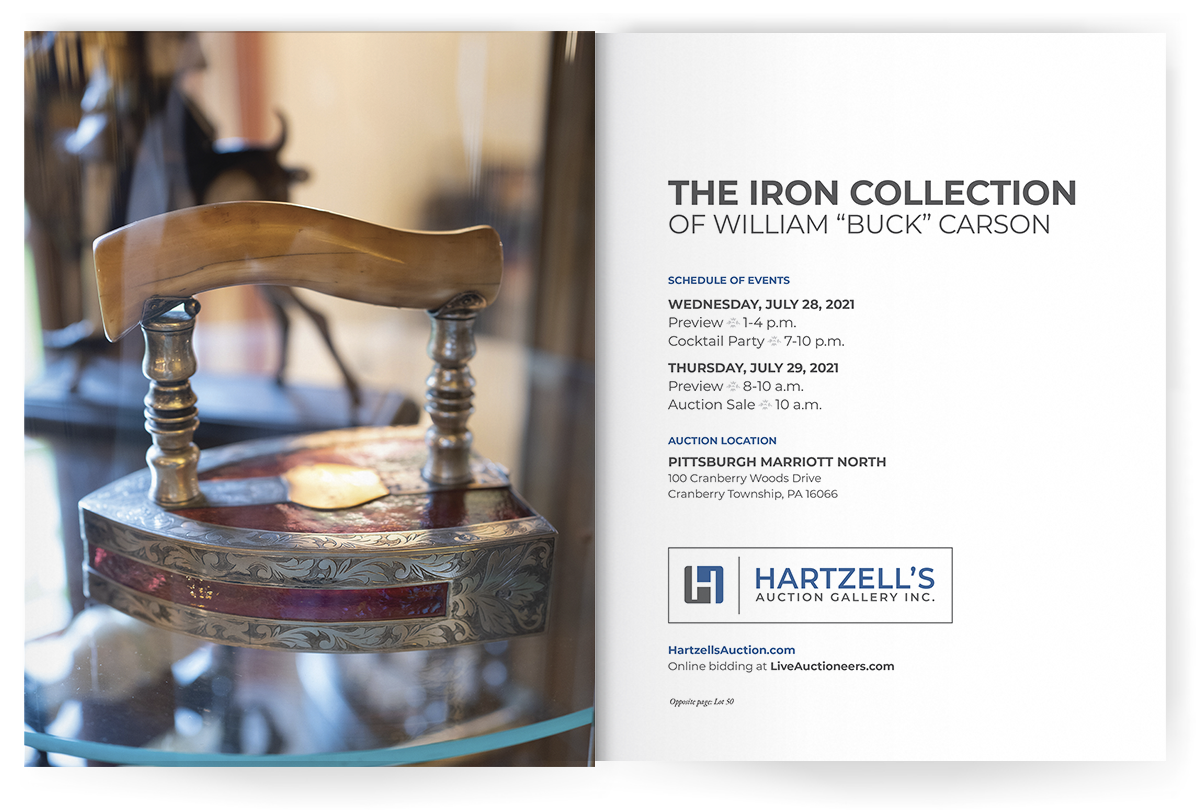 THE IRON COLLECTION
OF WILLIAM “BUCK” CARSON
SCHEDULE OF EVENTS
WEDNESDAY, JULY 28, 2021
Preview 1-4 p.m.
Cocktail Party 7-10 p.m.
THURSDAY, JULY 29, 2021
Preview 8-10 a.m.
Auction Sale 10 a.m.
AUCTION LOCATION
PITTSBURGH MARRIOTT NORTH
100 Cranberry Woods Drive
Cranberry Township, PA 16066
HARTZELL’S
AUCTION GALLERY INC.
HartzellsAuction.com
Online bidding at LiveAuctioneers.com
Opposite page: Lot 50